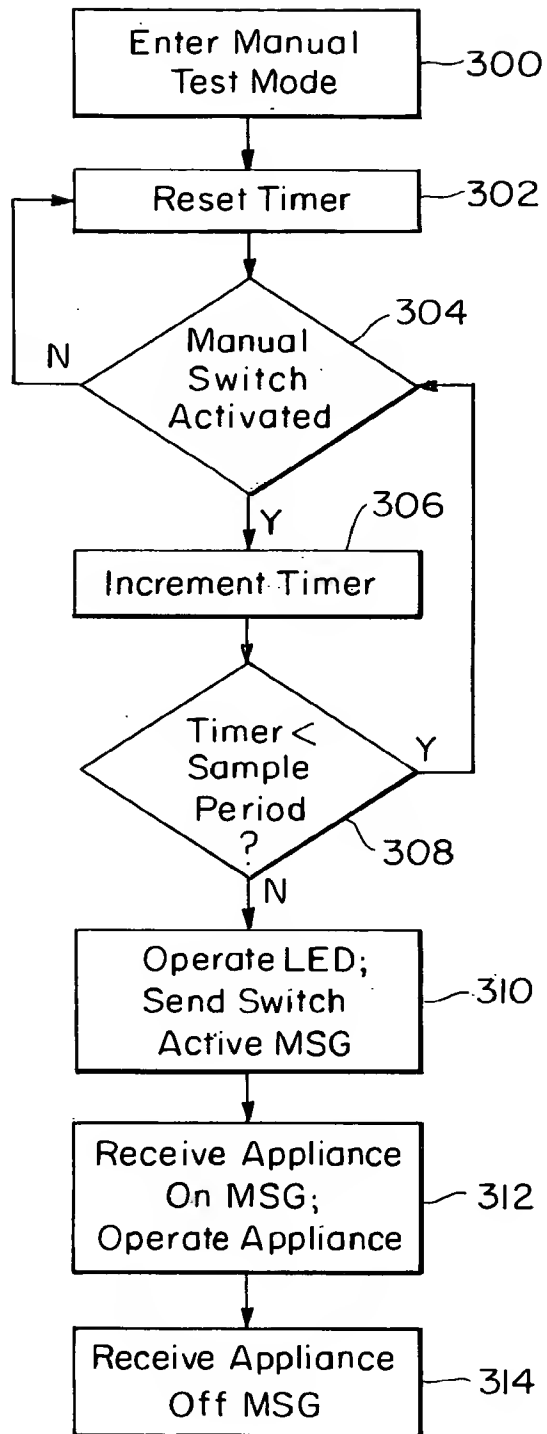 Enter Manual
Test Mode
300
Reset Timer
302
304
N
Manual
Switch
Activated
Y
306
Increment Timer
Timer <
Sample
Period
?
Y
308
N
Operate LED;
Send Switch
Active MSG
310
Receive Appliance
On MSG;
Operate Appliance
312
Receive Appliance
Off MSG
314